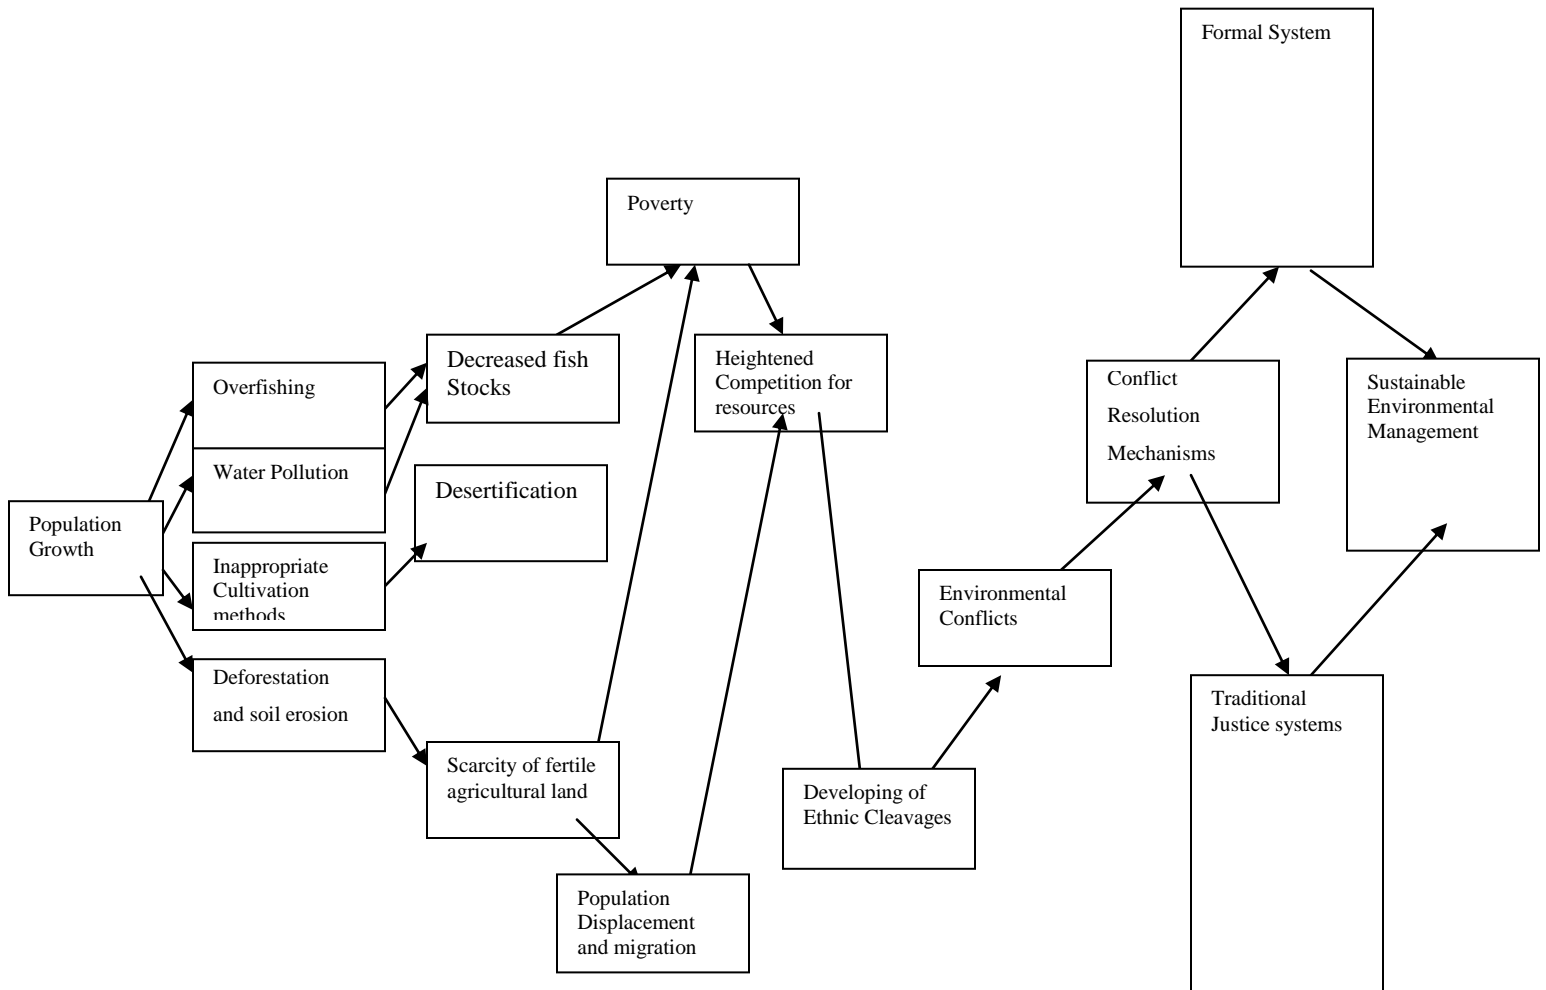 Formal System
Poverty
Overfishing
Water Pollution
Population
Growth
Inappropriate
Cultivation
methods
Deforestation
and soil erosion
Decreased fish
Stocks
Desertification
Scarcity of fertile
agricultural land
Population
Displacement
and migration
Heightened
Competition for
resources
Developing of
Ethnic Cleavages
Environmental
Conflicts
Conflict
Resolution
Mechanisms
Sustainable
Environmental
Management
Traditional
Justice systems